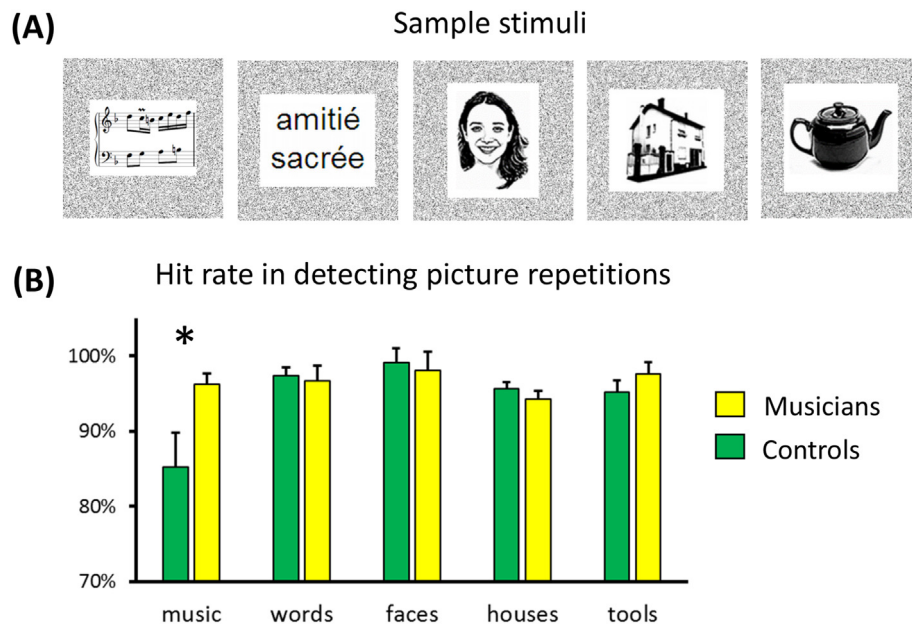 (A)
Sample stimuli
amitié
sacrée
(B)
Hit rate in detecting picture repetitions
*
100%
90%
80%
70%
music words faces houses tools
Musicians
Controls